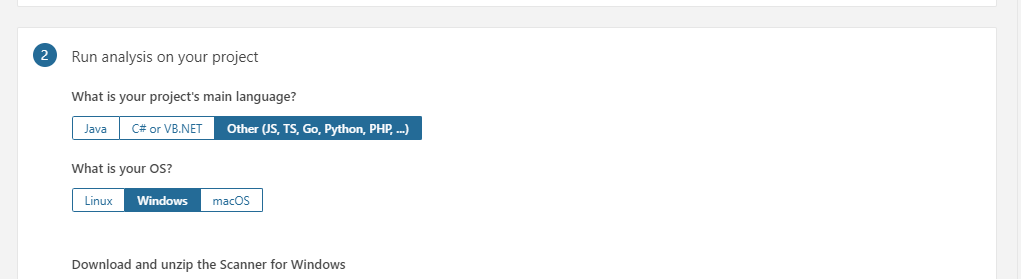 2 Run analysis on your project
What is your project's main language?
Java C# or VB.NET Other (JS, TS, Go, Python, PHP, ...)
What is your OS?
Linux Windows macOS
Download and unzip the Scanner for Windows